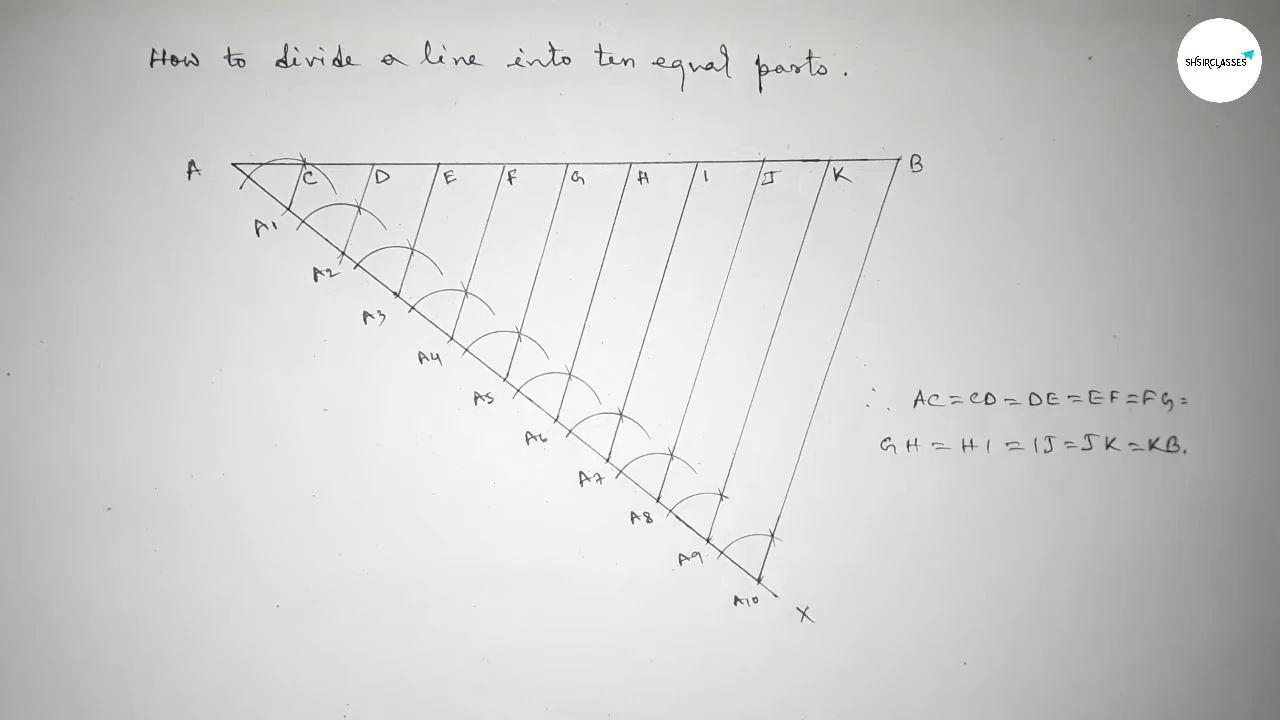 How to divide a line into ten equal parts.
SHSIRCLASSES
A
B
C D E F G H I J K
A1
A2
A3
A4
A5
A6
A7
A8
A9
A10
X
∴ AC=CD=DE=EF=FG=
GH=HI=IJ=JK=KB.